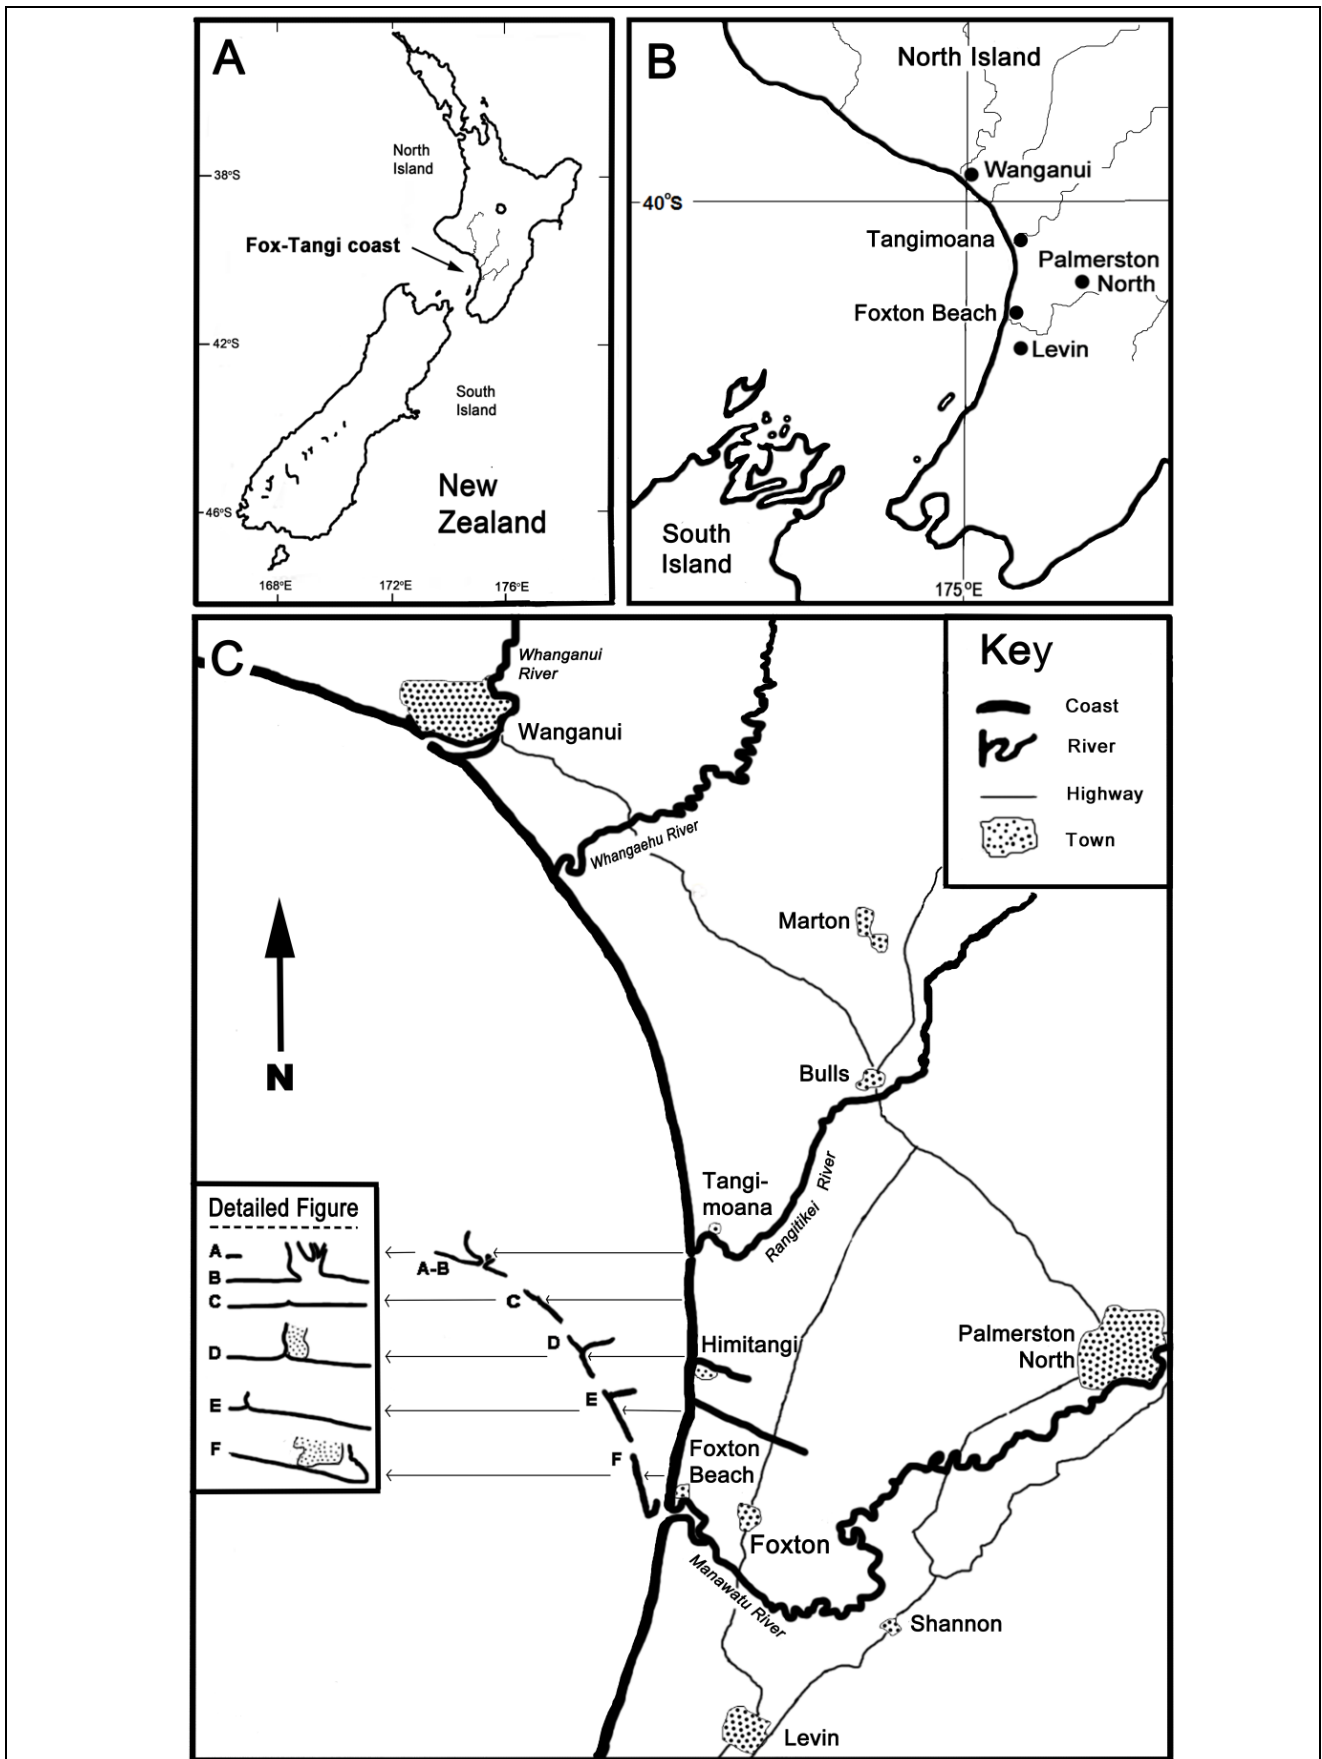 A
North
Island
38°S
Fox-Tangi coast
42°S
South
Island
New
Zealand
46°S
168°E
172°E
176°E
B
North Island
Wanganui
40°S
Tangimoana
Palmerston
North
Foxton Beach
Levin
South
Island
175°E
C
Whanganui
River
Wanganui
Whangaehu River
Key
Coast
River
Highway
Town
Marton
N
Bulls
Tangi-
moana
Rangitikei River
Detailed Figure
A
B
C
D
E
F
A-B
C
D
E
F
Himitangi
Palmerston
North
Foxton
Beach
Foxton
Manawatu River
Shannon
Levin